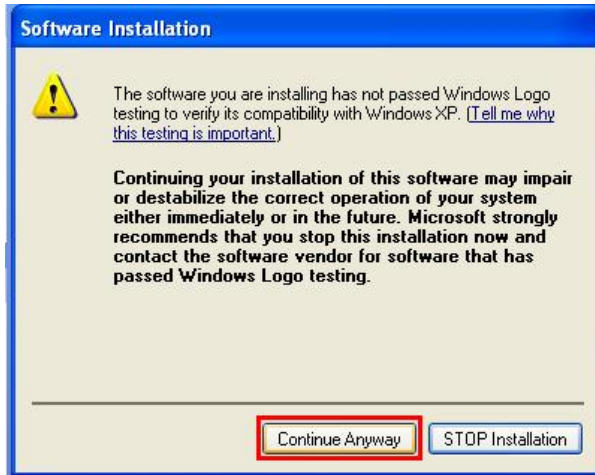 Software Installation
The software you are installing has not passed Windows Logo
testing to verify its compatibility with Windows XP. (Tell me why
this testing is important.)
Continuing your installation of this software may impair
or destabilize the correct operation of your system
either immediately or in the future. Microsoft strongly
recommends that you stop this installation now and
contact the software vendor for software that has
passed Windows Logo testing.
Continue Anyway
STOP Installation